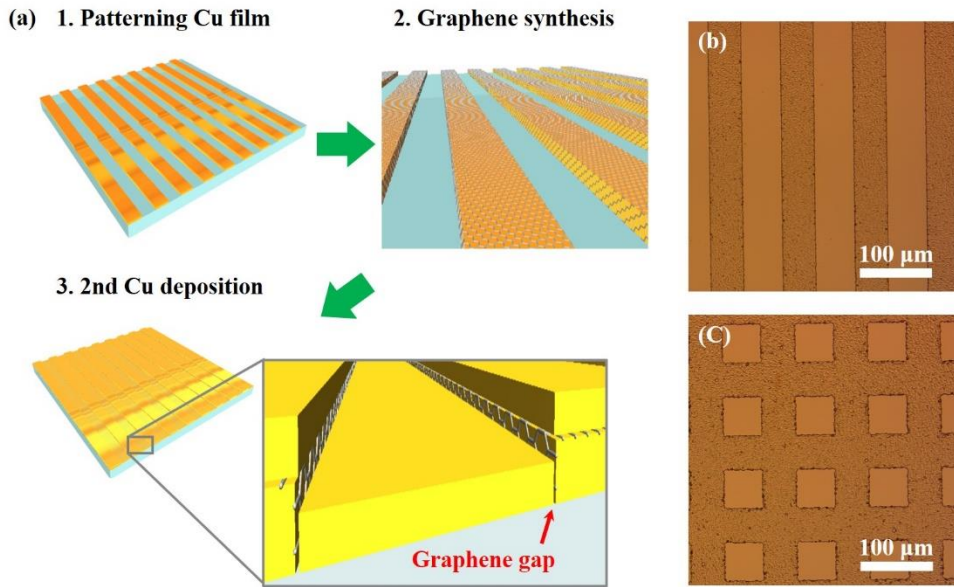 (a) 1. Patterning Cu film
2. Graphene synthesis
3. 2nd Cu deposition
Graphene gap
(b)
100 μm
(C)
100 μm